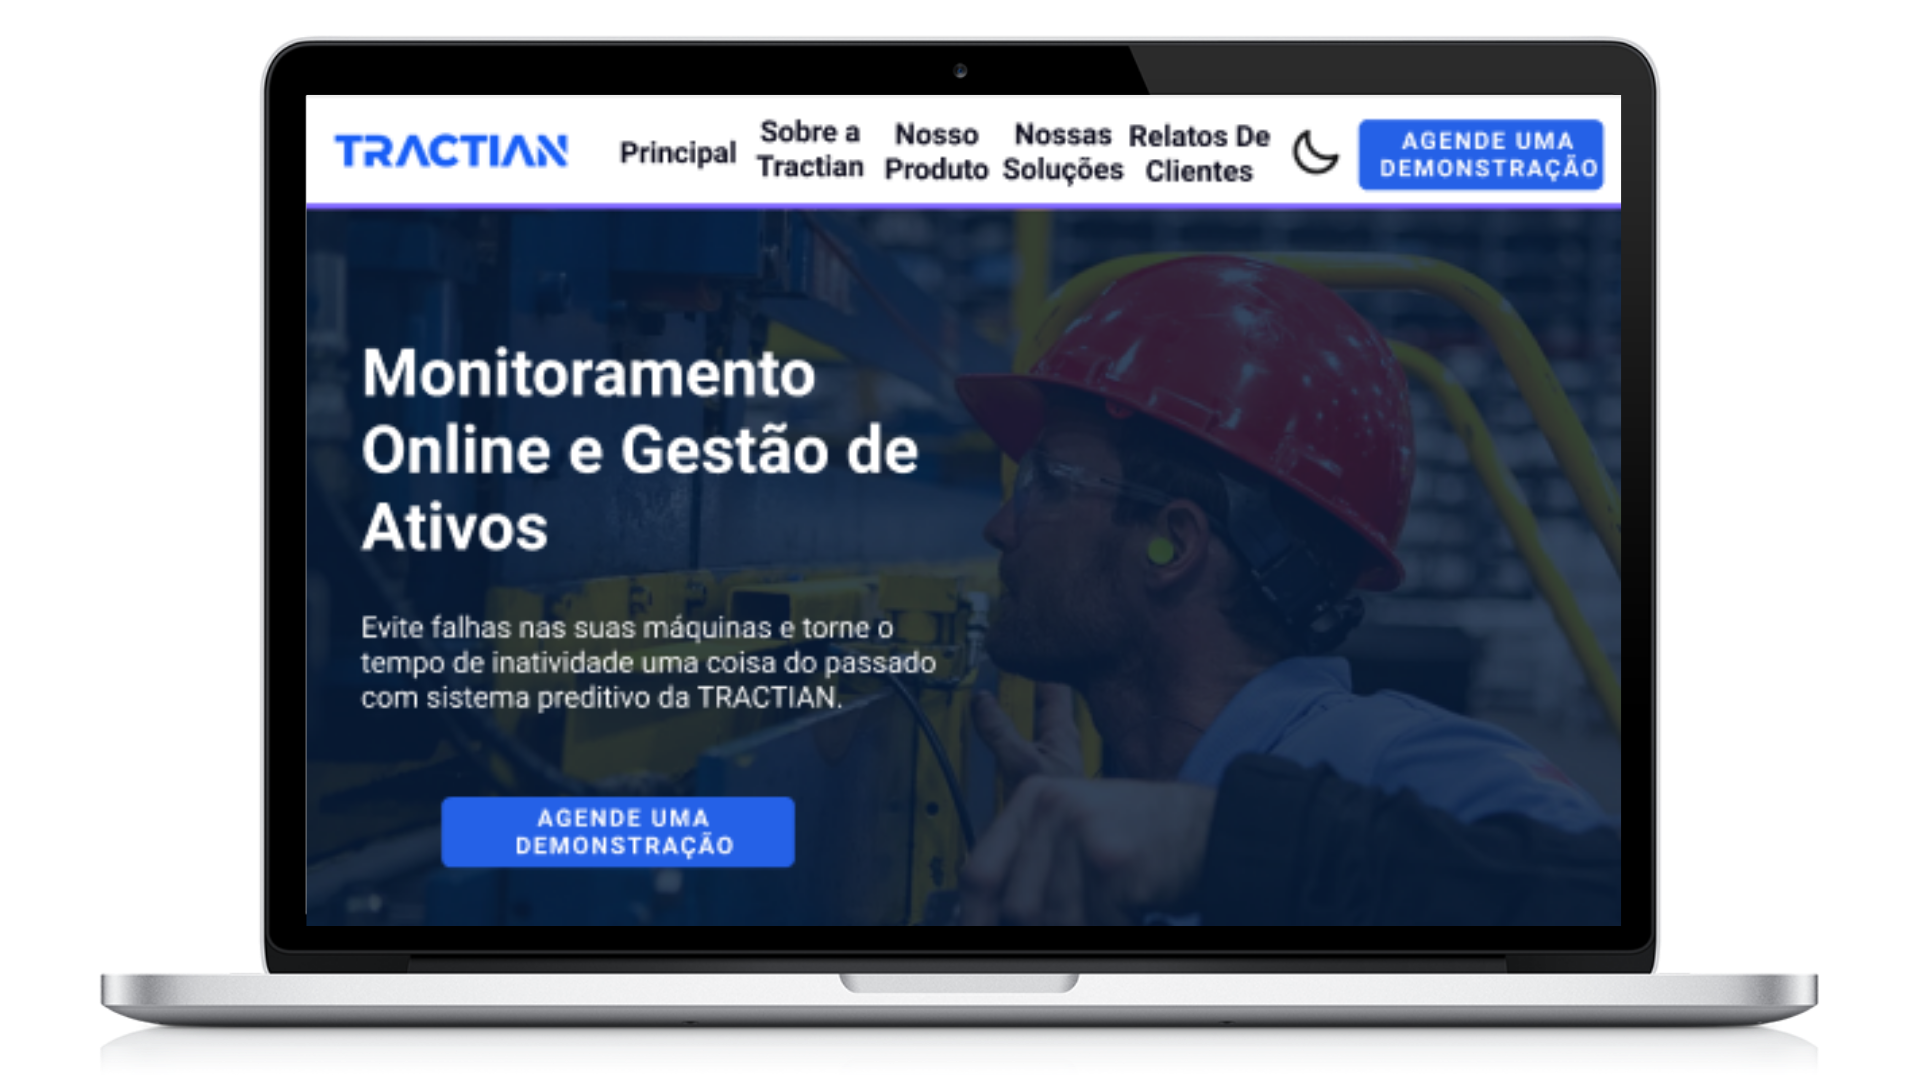 TRACTIAN
Principal
Sobre a
Tractian
Nosso
Produto
Nossas
Soluções
Relatos De
Clientes
AGENDE UMA
DEMONSTRAÇÃO
Monitoramento
Online e Gestão de
Ativos
Evite falhas nas suas máquinas e torne o
tempo de inatividade uma coisa do passado
com sistema preditivo da TRACTIAN.
AGENDE UMA
DEMONSTRAÇÃO